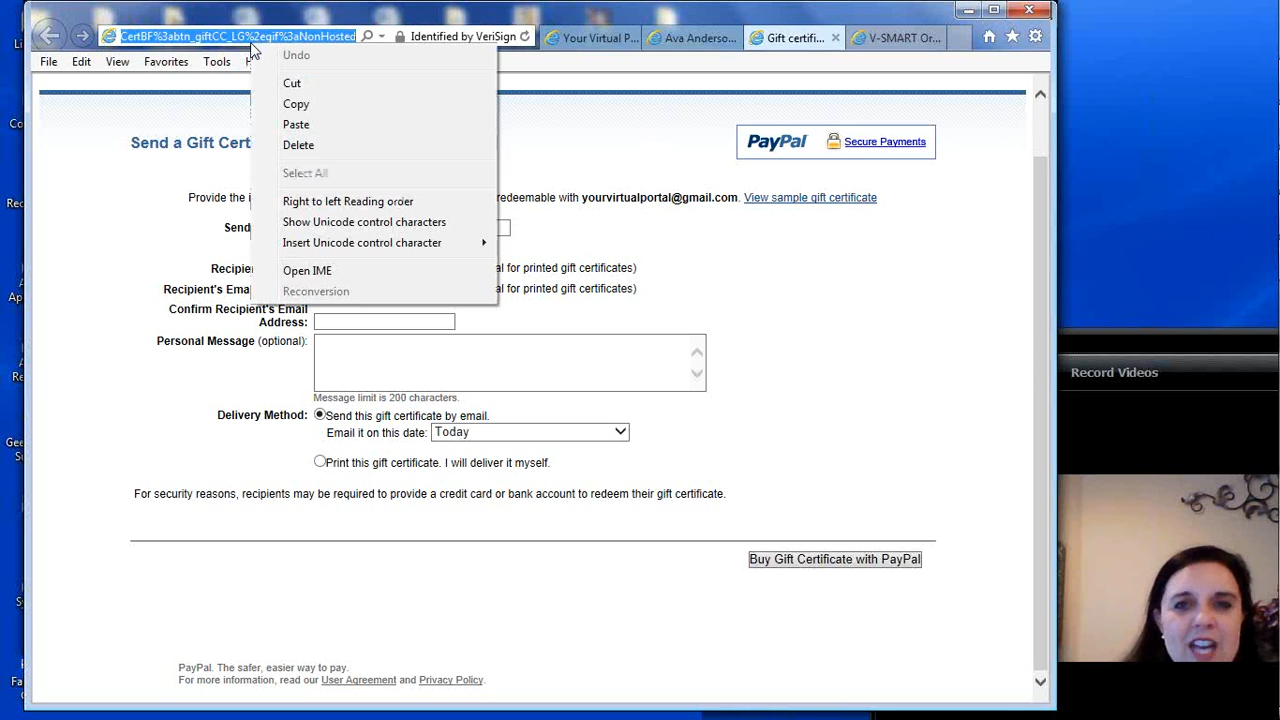 CertBF%3abtn_giftCC_LG%2egif%3aNonHosted
Identified by VeriSign
Your Virtual P...
Ava Anderso...
Gift certifi...
V-SMART Or...
File Edit View Favorites Tools
Undo
Cut
Copy
Paste
Delete
Select All
Right to left Reading order
Show Unicode control characters
Insert Unicode control character
Open IME
Reconversion
Send a Gift Cert
PayPal Secure Payments
Provide the i
redeemable with yourvirtualportal@gmail.com. View sample gift certificate
Send
Recipie
al for printed gift certificates)
Recipient's Ema
al for printed gift certificates)
Confirm Recipient's Email
Address:
Personal Message (optional):
Message limit is 200 characters.
Delivery Method: Send this gift certificate by email.
Email it on this date: Today
Print this gift certificate. I will deliver it myself.
For security reasons, recipients may be required to provide a credit card or bank account to redeem their gift certificate.
Buy Gift Certificate with PayPal
PayPal. The safer, easier way to pay.
For more information, read our User Agreement and Privacy Policy.
Record Videos